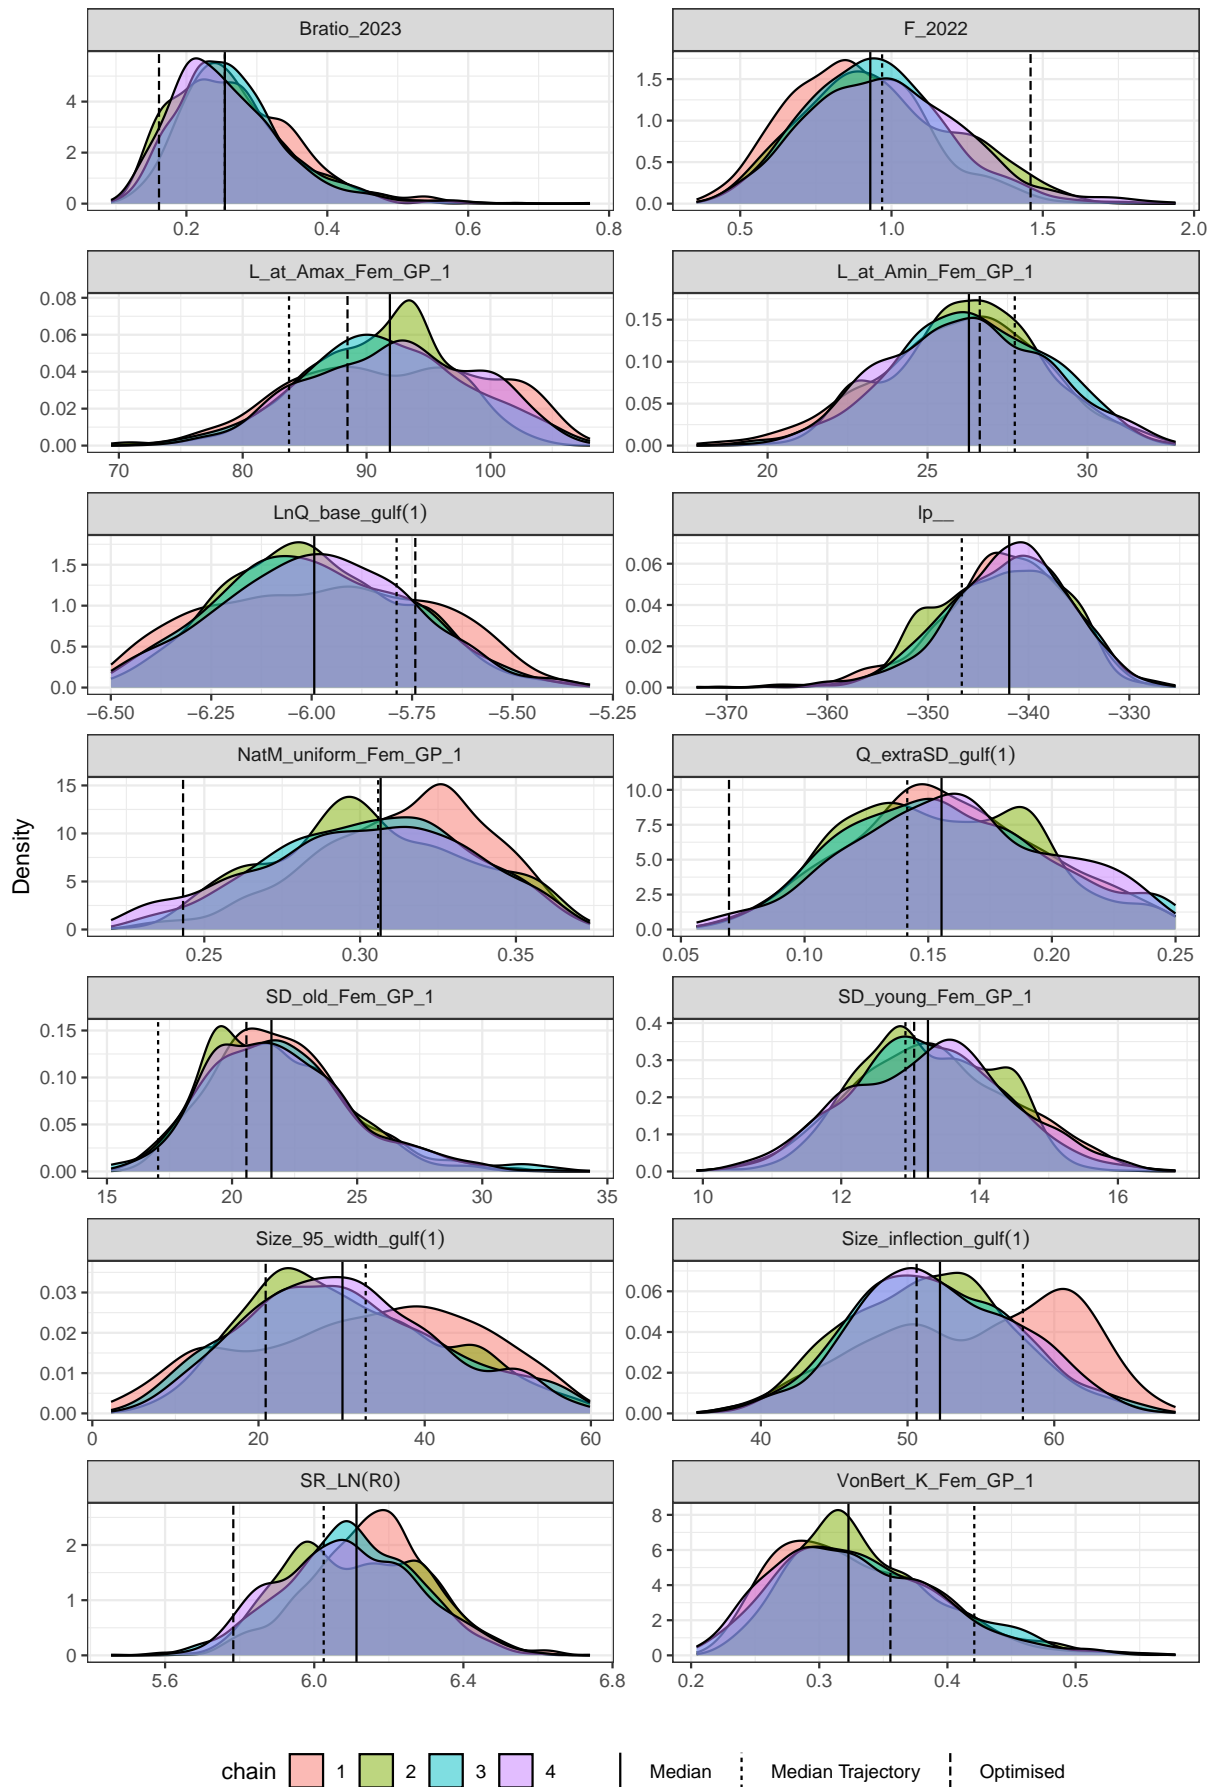 Bratio_2023
F_2022
0 2 4
0.0 0.5 1.0 1.5
0.2 0.4 0.6 0.8
0.5 1.0 1.5 2.0
L_at_Amax_Fem_GP_1
L_at_Amin_Fem_GP_1
0.00 0.02 0.04 0.06 0.08
0.00 0.05 0.10 0.15
70 80 90 100
20 25 30
LnQ_base_gulf(1)
lp__
0.0 0.5 1.0 1.5
0.00 0.02 0.04 0.06
−6.50 −6.25 −6.00 −5.75 −5.50 −5.25
−370 −360 −350 −340 −330
NatM_uniform_Fem_GP_1
Q_extraSD_gulf(1)
0 5 10 15
0.0 2.5 5.0 7.5 10.0
0.25 0.30 0.35
0.05 0.10 0.15 0.20 0.25
Density
SD_old_Fem_GP_1
SD_young_Fem_GP_1
0.00 0.05 0.10 0.15
0.0 0.1 0.2 0.3 0.4
15 20 25 30 35
10 12 14 16
Size_95_width_gulf(1)
Size_inflection_gulf(1)
0.00 0.01 0.02 0.03
0.00 0.02 0.04 0.06
0 20 40 60
40 50 60
SR_LN(R0)
VonBert_K_Fem_GP_1
0 1 2
0 2 4 6 8
5.6 6.0 6.4 6.8
0.2 0.3 0.4 0.5
chain 1 2 3 4 Median Median Trajectory Optimised